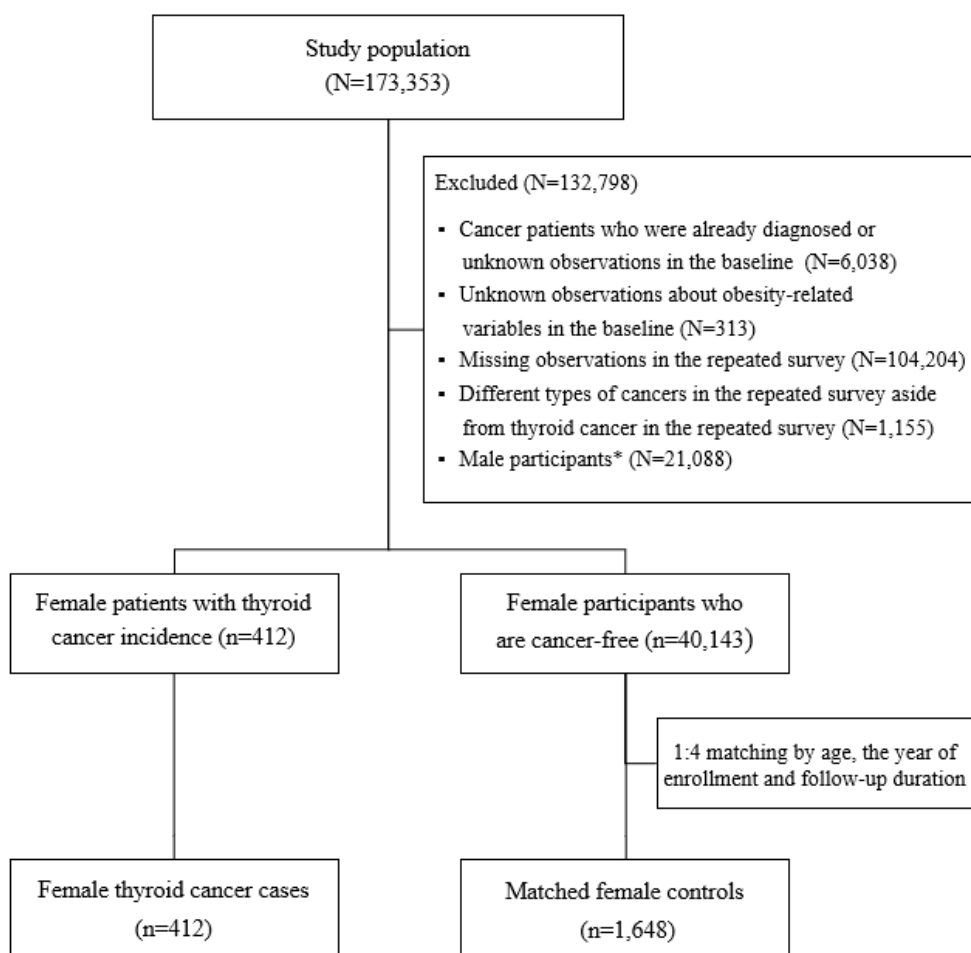 Study population
(N=173,353)
Excluded (N=132,798)
▪ Cancer patients who were already diagnosed or
unknown observations in the baseline (N=6,038)
▪ Unknown observations about obesity-related
variables in the baseline (N=313)
▪ Missing observations in the repeated survey (N=104,204)
▪ Different types of cancers in the repeated survey aside
from thyroid cancer in the repeated survey (N=1,155)
▪ Male participants* (N=21,088)
Female patients with thyroid
cancer incidence (n=412)
Female participants who
are cancer-free (n=40,143)
1:4 matching by age, the year of
enrollment and follow-up duration
Female thyroid cancer cases
(n=412)
Matched female controls
(n=1,648)